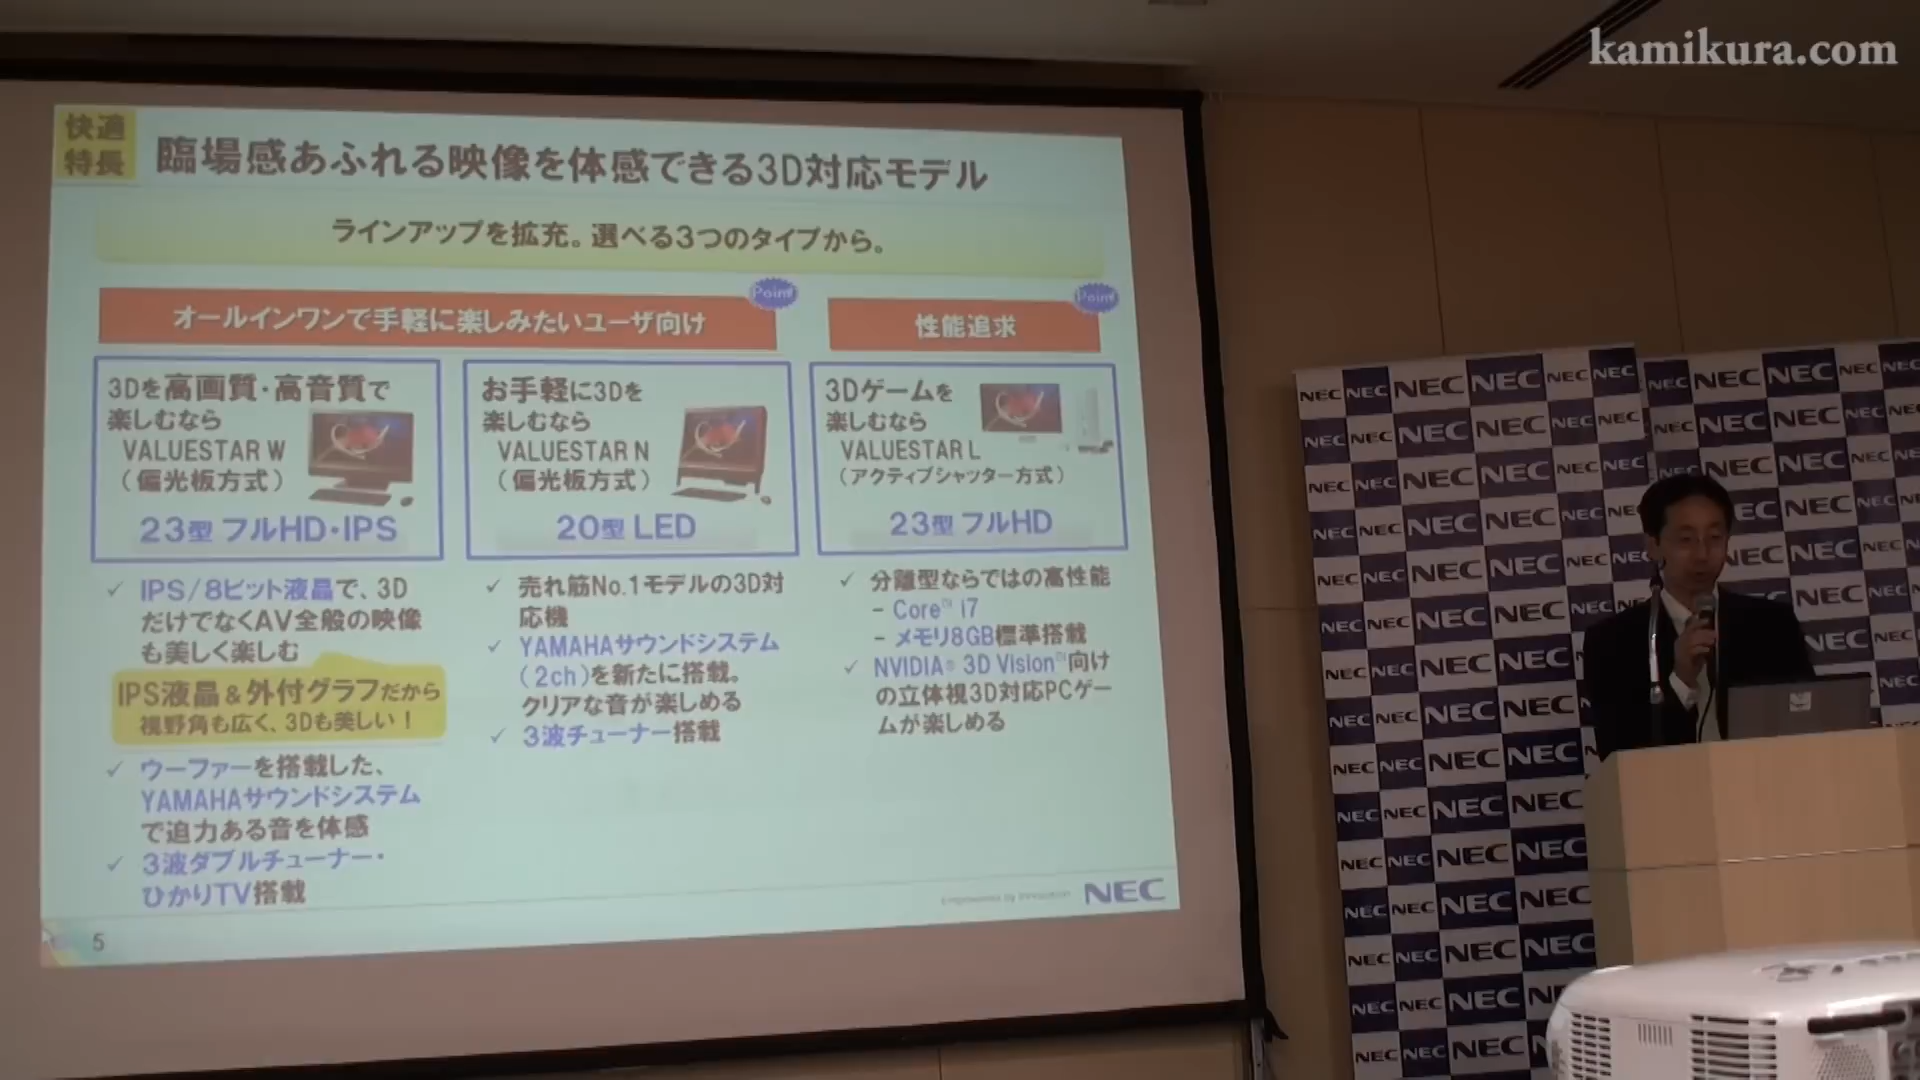 kamikura.com
快適
特長
臨場感あふれる映像を体感できる3D対応モデル
ラインアップを拡充。選べる3つのタイプから。
オールインワンで手軽に楽しみたいユーザ向け
Point
性能追求
Point
3Dを高画質・高音質で
楽しむなら
VALUESTAR W
(偏光板方式)
23型 フルHD・IPS
✓ IPS/8ビット液晶で、3D
だけでなくAV全般の映像
も美しく楽しむ
IPS液晶&外付グラフだから
視野角も広く、3Dも美しい!
✓ ウーファーを搭載した、
YAMAHAサウンドシステム
で迫力ある音を体感
✓ 3波ダブルチューナー・
ひかりTV搭載
お手軽に3Dを
楽しむなら
VALUESTAR N
(偏光板方式)
20型 LED
✓ 売れ筋No.1モデルの3D対
応機
✓ YAMAHAサウンドシステム
(2ch)を新たに搭載。
クリアな音が楽しめる
✓ 3波チューナー搭載
3Dゲームを
楽しむなら
VALUESTAR L
(アクティブシャッター方式)
23型 フルHD
✓ 分離型ならではの高性能
- Core™ i7
- メモリ8GB標準搭載
✓ NVIDIA® 3D Vision™向け
の立体視3D対応PCゲー
ムが楽しめる
Empowered by Innovation NEC
5
NEC NEC NEC NEC NEC NEC